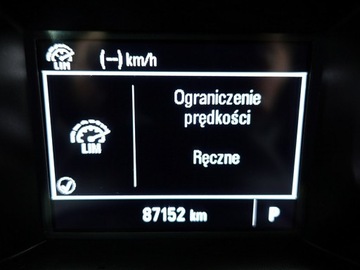 LIM (---) km/h
Ograniczenie
prędkości
LIM
Ręczne
87152 km P